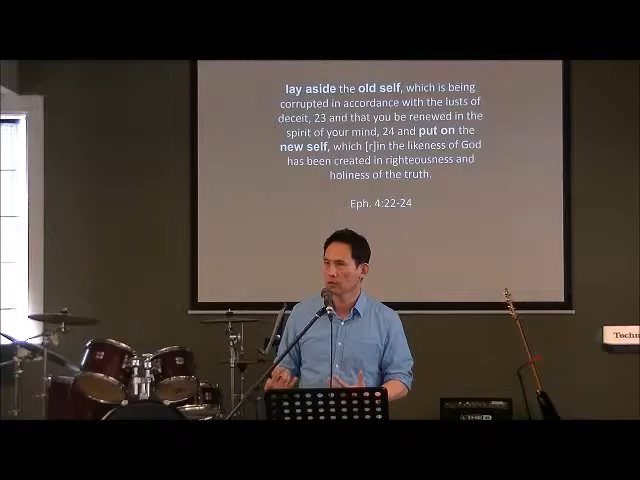 lay aside the old self, which is being
corrupted in accordance with the lusts of
deceit, 23 and that you be renewed in the
spirit of your mind, 24 and put on the
new self, which [r]in the likeness of God
has been created in righteousness and
holiness of the truth.
Eph. 4:22-24
Techn